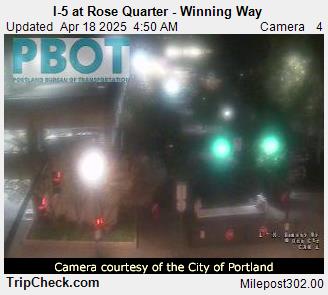 I-5 at Rose Quarter - Winning Way
Updated Apr 18 2025 4:50 AM Camera 4
PBOT
PORTLAND BUREAU OF TRANSPORTATION
Camera courtesy of the City of Portland
TripCheck.com Milepost302.00